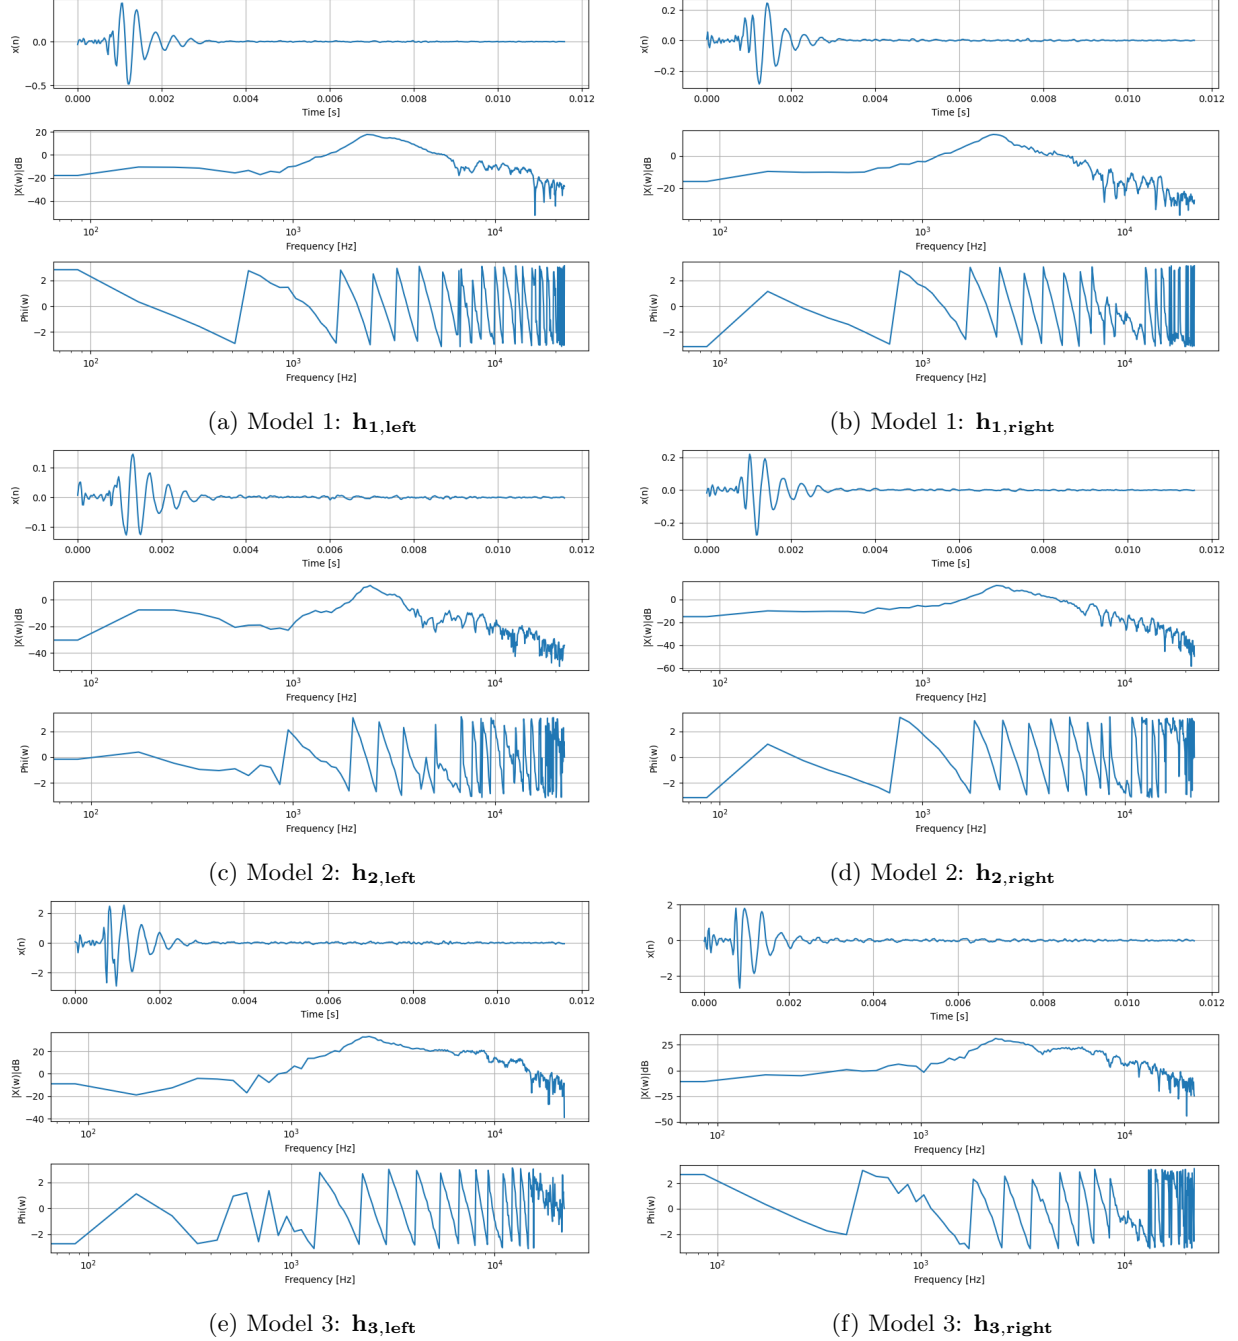 0.0
−0.5
x(n)
0.000 0.002 0.004 0.006 0.008 0.010 0.012
Time [s]
20
0
−20
−40
|X(w)|dB
10² 10³ 10⁴
Frequency [Hz]
2
0
−2
Phi(w)
10² 10³ 10⁴
Frequency [Hz]
(a) Model 1: h1,left
0.2
0.0
−0.2
x(n)
0.000 0.002 0.004 0.006 0.008 0.010 0.012
Time [s]
0
−20
|X(w)|dB
10² 10³ 10⁴
Frequency [Hz]
2
0
−2
Phi(w)
10² 10³ 10⁴
Frequency [Hz]
(b) Model 1: h1,right
0.1
0.0
−0.1
x(n)
0.000 0.002 0.004 0.006 0.008 0.010 0.012
Time [s]
0
−20
−40
|X(w)|dB
10² 10³ 10⁴
Frequency [Hz]
2
0
−2
Phi(w)
10² 10³ 10⁴
Frequency [Hz]
(c) Model 2: h2,left
0.2
0.0
−0.2
x(n)
0.000 0.002 0.004 0.006 0.008 0.010 0.012
Time [s]
0
−20
−40
−60
|X(w)|dB
10² 10³ 10⁴
Frequency [Hz]
2
0
−2
Phi(w)
10² 10³ 10⁴
Frequency [Hz]
(d) Model 2: h2,right
2
0
−2
x(n)
0.000 0.002 0.004 0.006 0.008 0.010 0.012
Time [s]
20
0
−20
−40
|X(w)|dB
10² 10³ 10⁴
Frequency [Hz]
2
0
−2
Phi(w)
10² 10³ 10⁴
Frequency [Hz]
(e) Model 3: h3,left
2
0
−2
x(n)
0.000 0.002 0.004 0.006 0.008 0.010 0.012
Time [s]
25
0
−25
−50
|X(w)|dB
10² 10³ 10⁴
Frequency [Hz]
2
0
−2
Phi(w)
10² 10³ 10⁴
Frequency [Hz]
(f) Model 3: h3,right